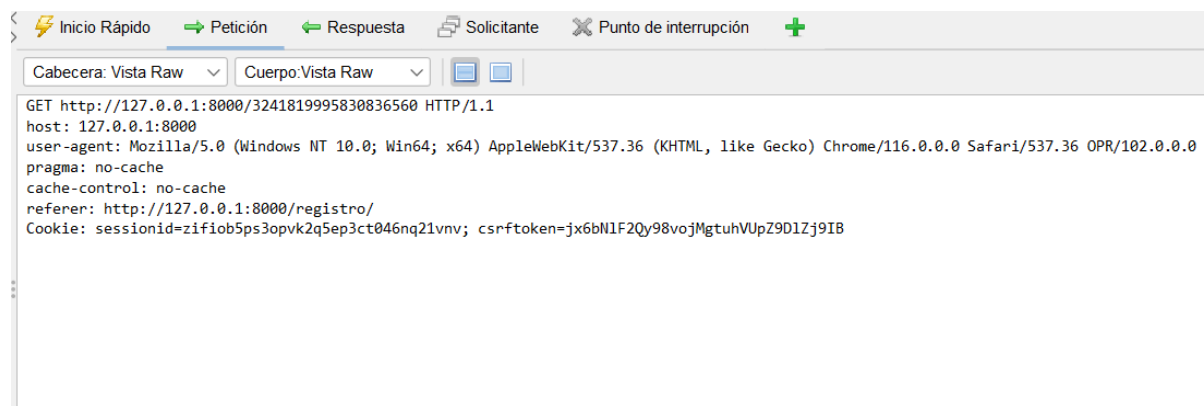 Inicio Rápido Petición Respuesta Solicitante Punto de interrupción
Cabecera: Vista Raw Cuerpo:Vista Raw
GET http://127.0.0.1:8000/3241819995830836560 HTTP/1.1
host: 127.0.0.1:8000
user-agent: Mozilla/5.0 (Windows NT 10.0; Win64; x64) AppleWebKit/537.36 (KHTML, like Gecko) Chrome/116.0.0.0 Safari/537.36 OPR/102.0.0.0
pragma: no-cache
cache-control: no-cache
referer: http://127.0.0.1:8000/registro/
Cookie: sessionid=zifiob5ps3opvk2q5ep3ct046nq21vnv; csrftoken=jx6bNlF2Qy98vojMgtuhVUpZ9DlZj9IB